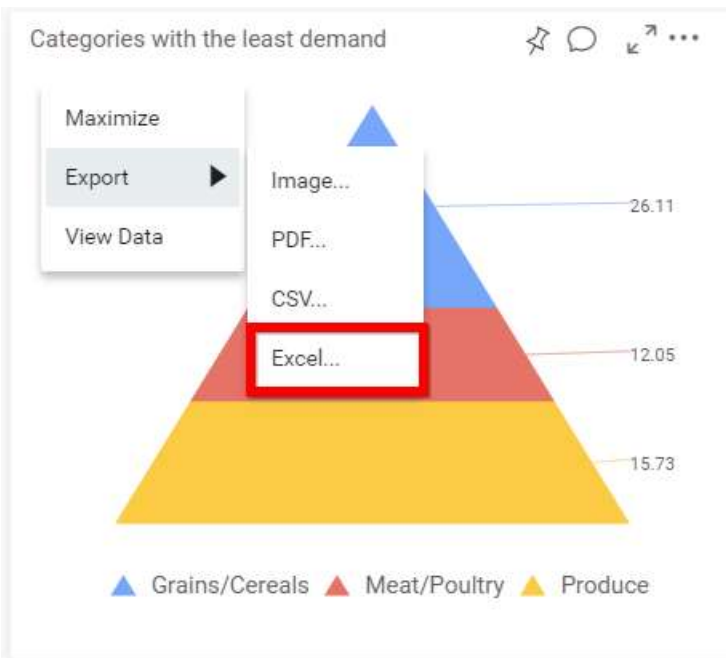 Categories with the least demand
Maximize
Export
View Data
Image...
PDF...
CSV...
Excel...
26.11
12.05
15.73
Grains/Cereals Meat/Poultry Produce